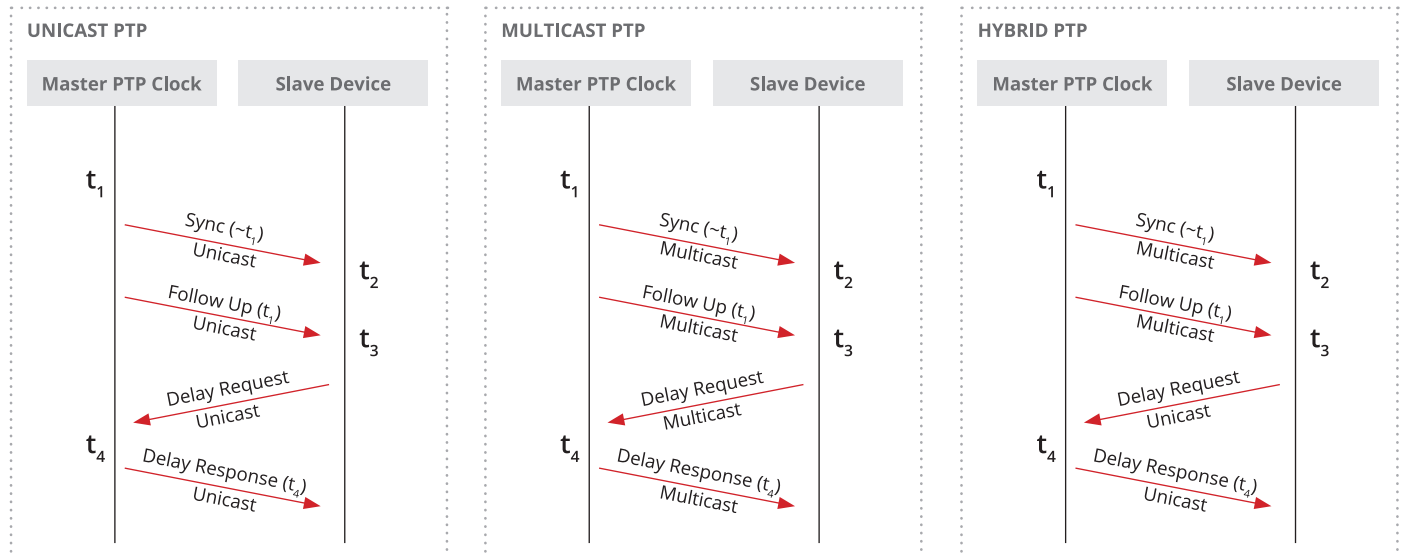 UNICAST PTP
Master PTP Clock
Slave Device
t1
Sync (~t1)
Unicast
t2
Follow Up (t1)
Unicast
t3
Delay Request
Unicast
t4
Delay Response (t4)
Unicast
MULTICAST PTP
Master PTP Clock
Slave Device
t1
Sync (~t1)
Multicast
t2
Follow Up (t1)
Multicast
t3
Delay Request
Multicast
t4
Delay Response (t4)
Multicast
HYBRID PTP
Master PTP Clock
Slave Device
t1
Sync (~t1)
Multicast
t2
Follow Up (t1)
Multicast
t3
Delay Request
Unicast
t4
Delay Response (t4)
Unicast